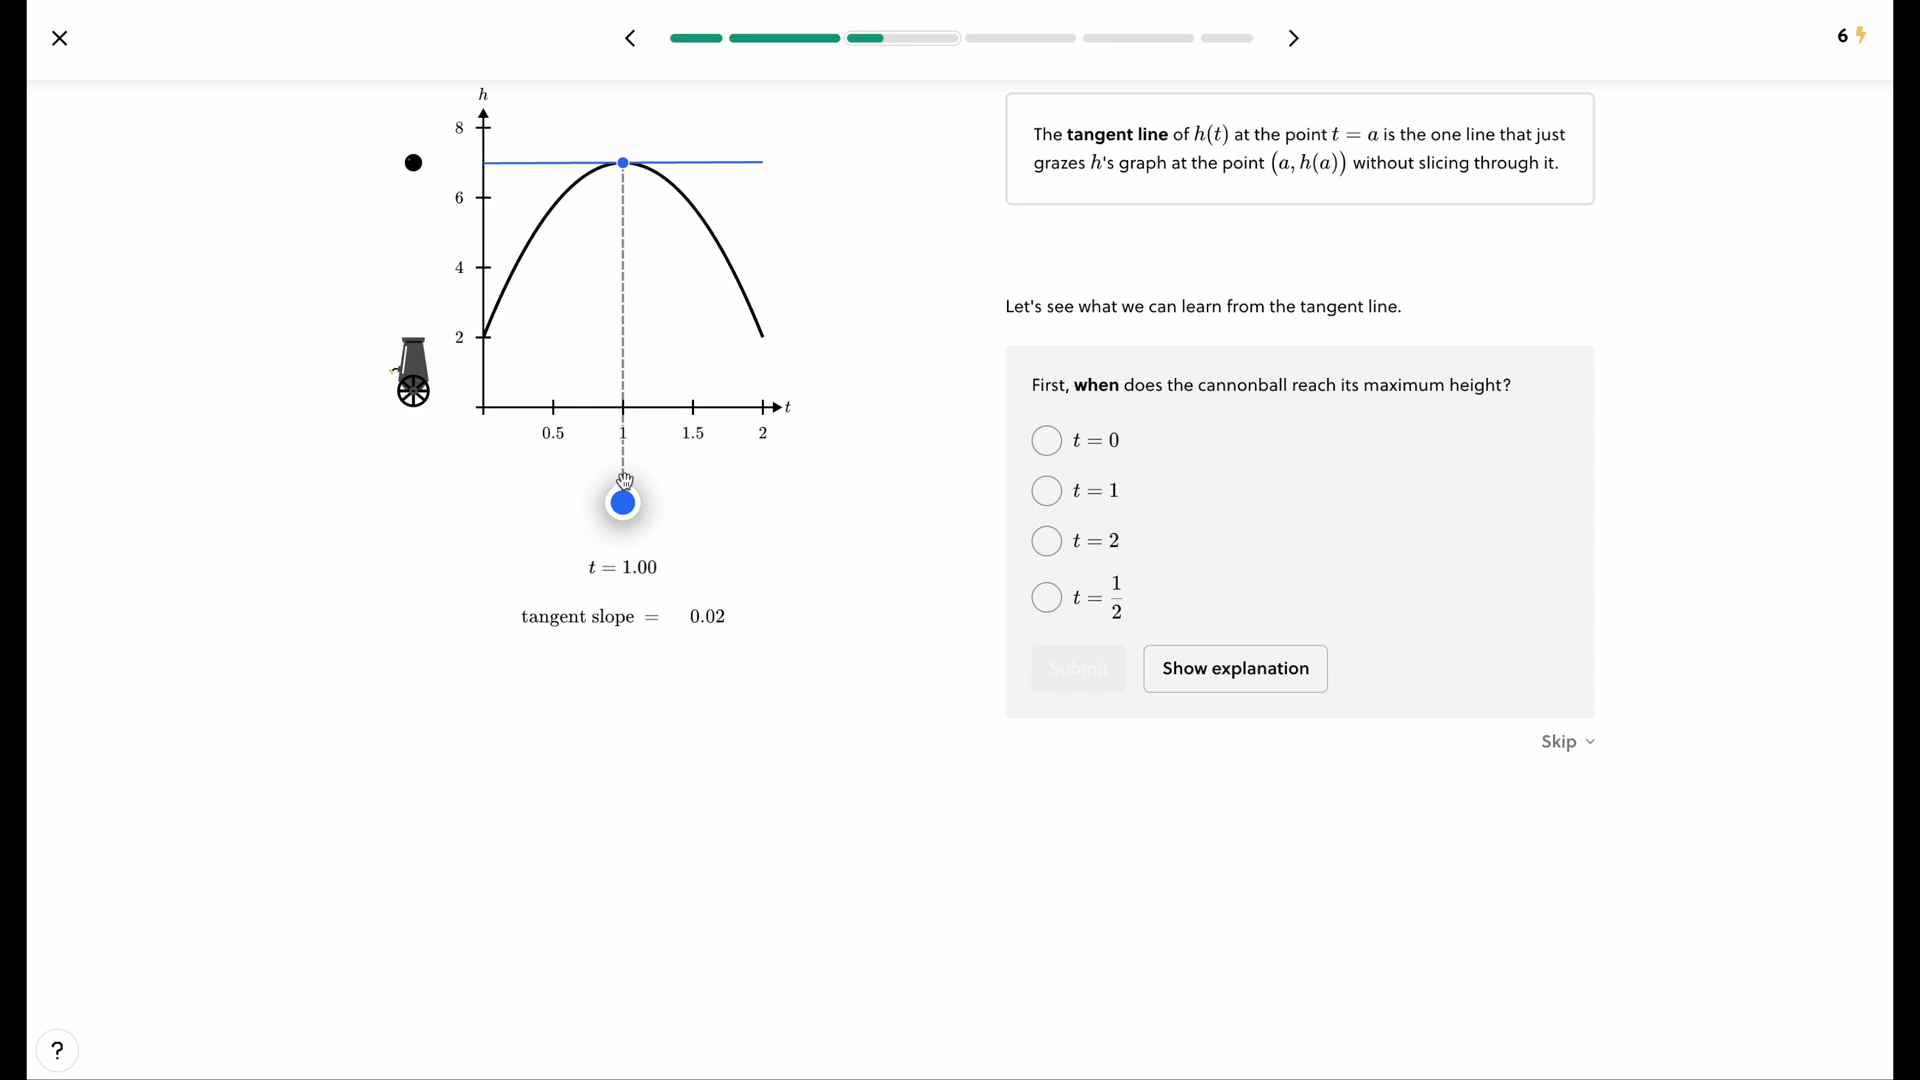 6
h
8
6
4
2
t
0.5
1
1.5
2
t = 1.00
tangent slope = 0.02
The tangent line of h(t) at the point t = a is the one line that just
grazes h's graph at the point (a, h(a)) without slicing through it.
Let's see what we can learn from the tangent line.
First, when does the cannonball reach its maximum height?
t = 0
t = 1
t = 2
t = 1/2
Submit
Show explanation
Skip
?